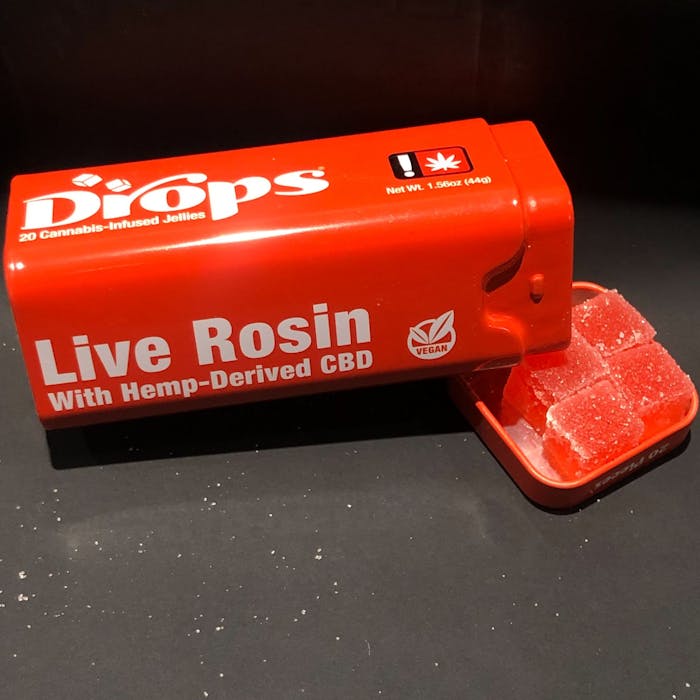 Drops®
20 Cannabis-Infused Jellies
!
Net Wt. 1.56oz (44g)
Live Rosin
With Hemp-Derived CBD
VEGAN
20 Pieces